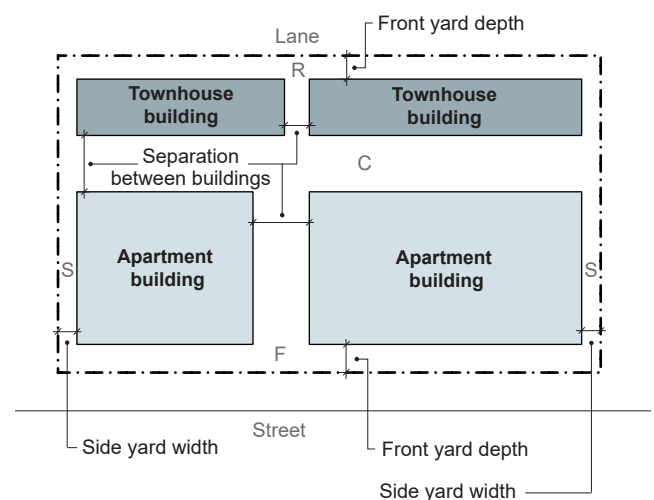 Front yard depth
Lane
R
Townhouse
building
Townhouse
building
Separation
between buildings
C
Apartment
building
Apartment
building
S
S
F
Street
Side yard width
Front yard depth
Side yard width